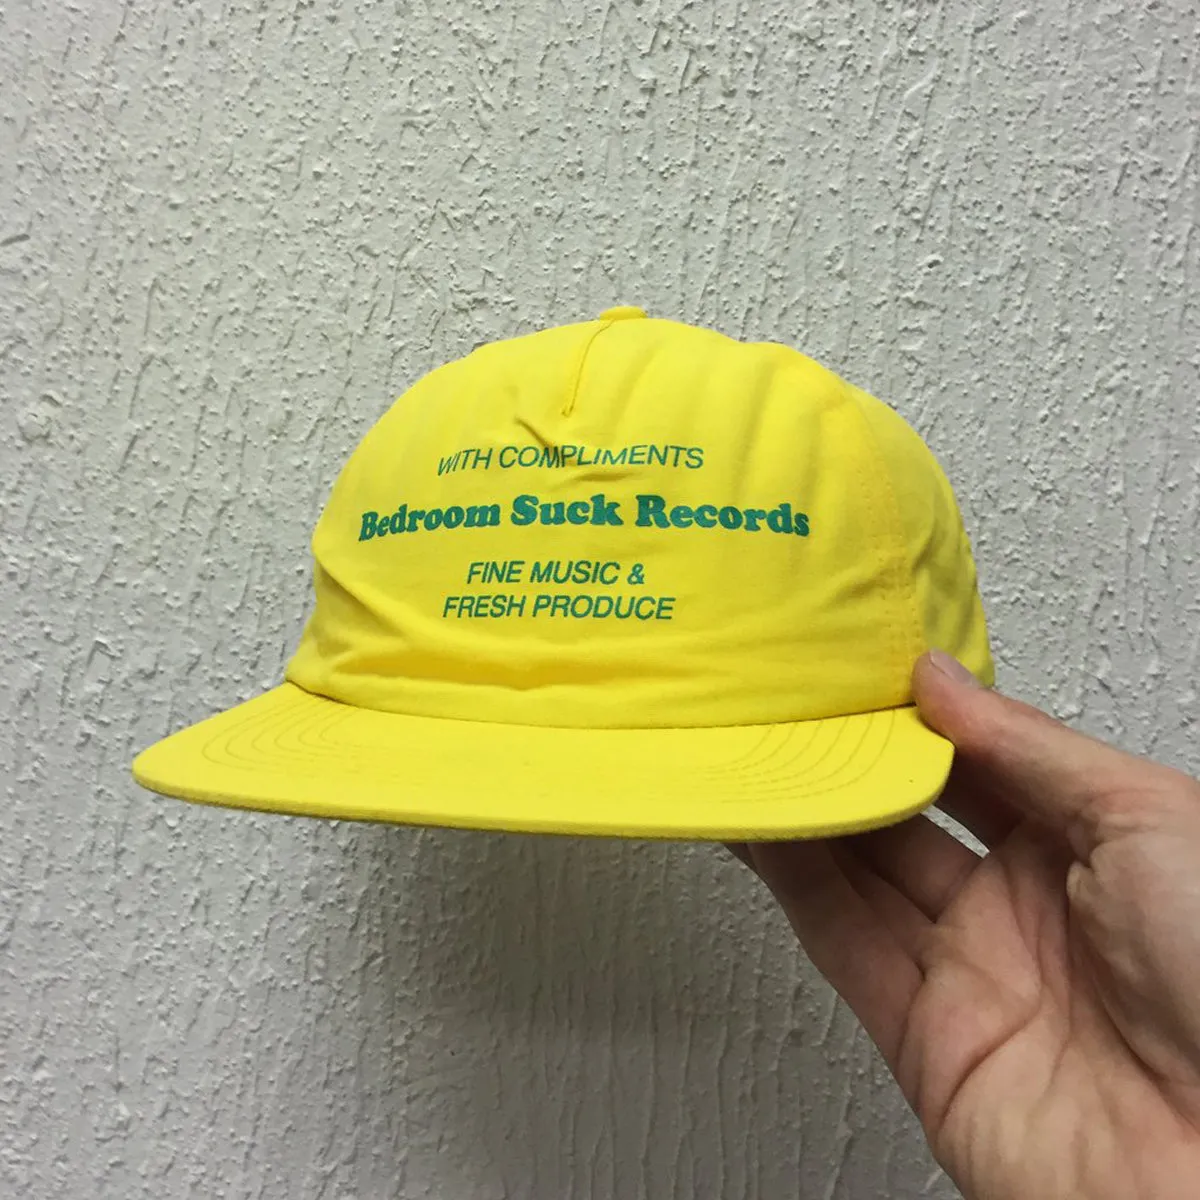 WITH COMPLIMENTS
Bedroom Suck Records
FINE MUSIC &
FRESH PRODUCE